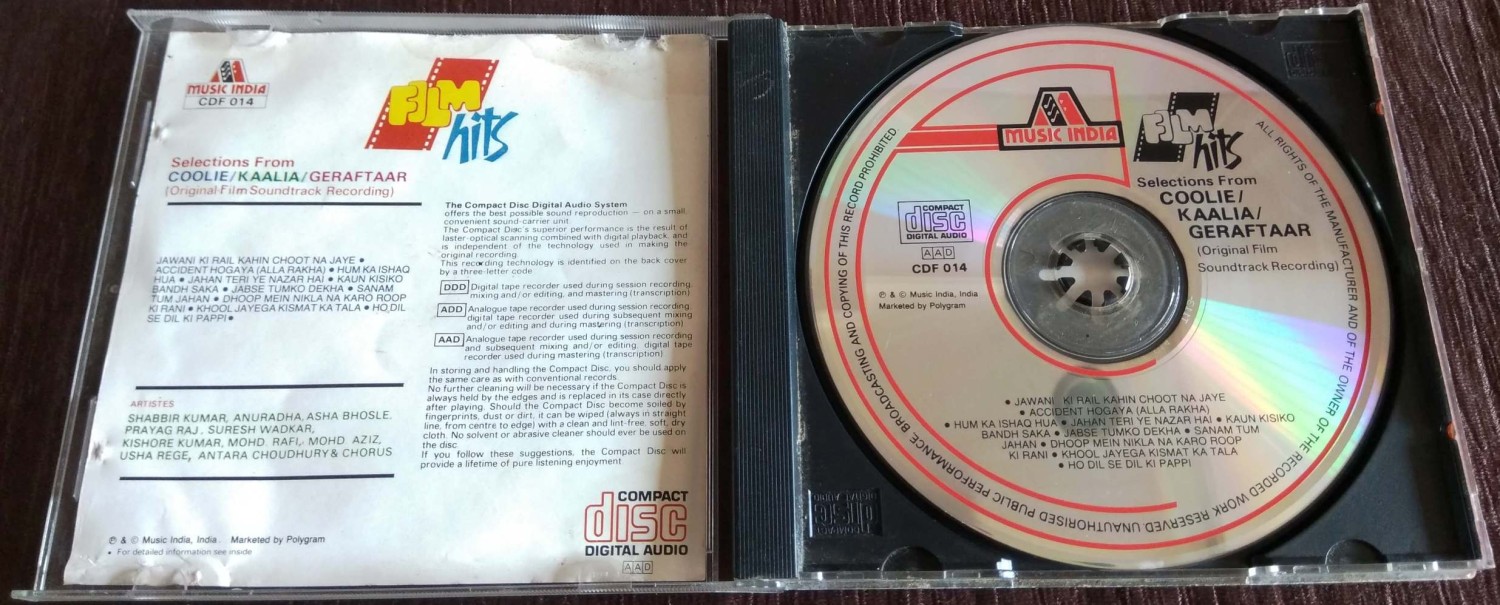 MUSIC INDIA
CDF 014
FILM
hits
Selections From
COOLIE/KAALIA/GERAFTAAR
(Original Film Soundtrack Recording)
JAWANI KI RAIL KAHIN CHOOT NA JAYE •
ACCIDENT HOGAYA (ALLA RAKHA) • HUM KA ISHAQ
HUA • JAHAN TERI YE NAZAR HAI • KAUN KISIKO
BANDH SAKA • JABSE TUMKO DEKHA • SANAM
TUM JAHAN • DHOOP MEIN NIKLA NA KARO ROOP
KI RANI • KHOOL JAYEGA KISMAT KA TALA • HO DIL
SE DIL KI PAPPI •
ARTISTES
SHABBIR KUMAR, ANURADHA, ASHA BHOSLE,
PRAYAG RAJ, SURESH WADKAR,
KISHORE KUMAR, MOHD. RAFI, MOHD. AZIZ,
USHA REGE, ANTARA CHOUDHURY & CHORUS
℗ & © Music India, India. Marketed by Polygram
• For detailed information see inside
The Compact Disc Digital Audio System
offers the best possible sound reproduction — on a small,
convenient sound-carrier unit.
The Compact Disc's superior performance is the result of
laster-optical scanning combined with digital playback, and
is independent of the technology used in making the
original recording.
This recording technology is identified on the back cover
by a three-letter code
DDD Digital tape recorder used during session recording,
mixing and/or editing, and mastering (transcription)
ADD Analogue tape recorder used during session recording,
digital tape recorder used during subsequent mixing
and/or editing and during mastering (transcription)
AAD Analogue tape recorder used during session recording
and subsequent mixing and/or editing, digital tape
recorder used during mastering (transcription)
In storing and handling the Compact Disc, you should apply
the same care as with conventional records.
No further cleaning will be necessary if the Compact Disc is
always held by the edges and is replaced in its case directly
after playing. Should the Compact Disc become soiled by
fingerprints, dust or dirt, it can be wiped (always in straight
line, from centre to edge) with a clean and lint-free, soft, dry
cloth. No solvent or abrasive cleaner should ever be used on
the disc.
If you follow these suggestions, the Compact Disc will
provide a lifetime of pure listening enjoyment.
COMPACT
disc
DIGITAL AUDIO
AAD
MUSIC INDIA
FILM
hits
Selections From
COOLIE/
KAALIA/
GERAFTAAR
(Original Film
Soundtrack Recording)
COMPACT
disc
DIGITAL AUDIO
AAD
CDF 014
℗ & © Music India, India
Marketed by Polygram
• JAWANI KI RAIL KAHIN CHOOT NA JAYE
• ACCIDENT HOGAYA (ALLA RAKHA)
• HUM KA ISHAQ HUA • JAHAN TERI YE NAZAR HAI • KAUN KISIKO
BANDH SAKA • JABSE TUMKO DEKHA • SANAM TUM
JAHAN • DHOOP MEIN NIKLA NA KARO ROOP
KI RANI • KHOOL JAYEGA KISMAT KA TALA
• HO DIL SE DIL KI PAPPI
ALL RIGHTS OF THE MANUFACTURER AND OF THE OWNER OF THE RECORDED WORK RESERVED UNAUTHORISED PUBLIC PERFORMANCE BROADCASTING AND COPYING OF THIS RECORD PROHIBITED
COMPACT
disc
DIGITAL AUDIO
disc